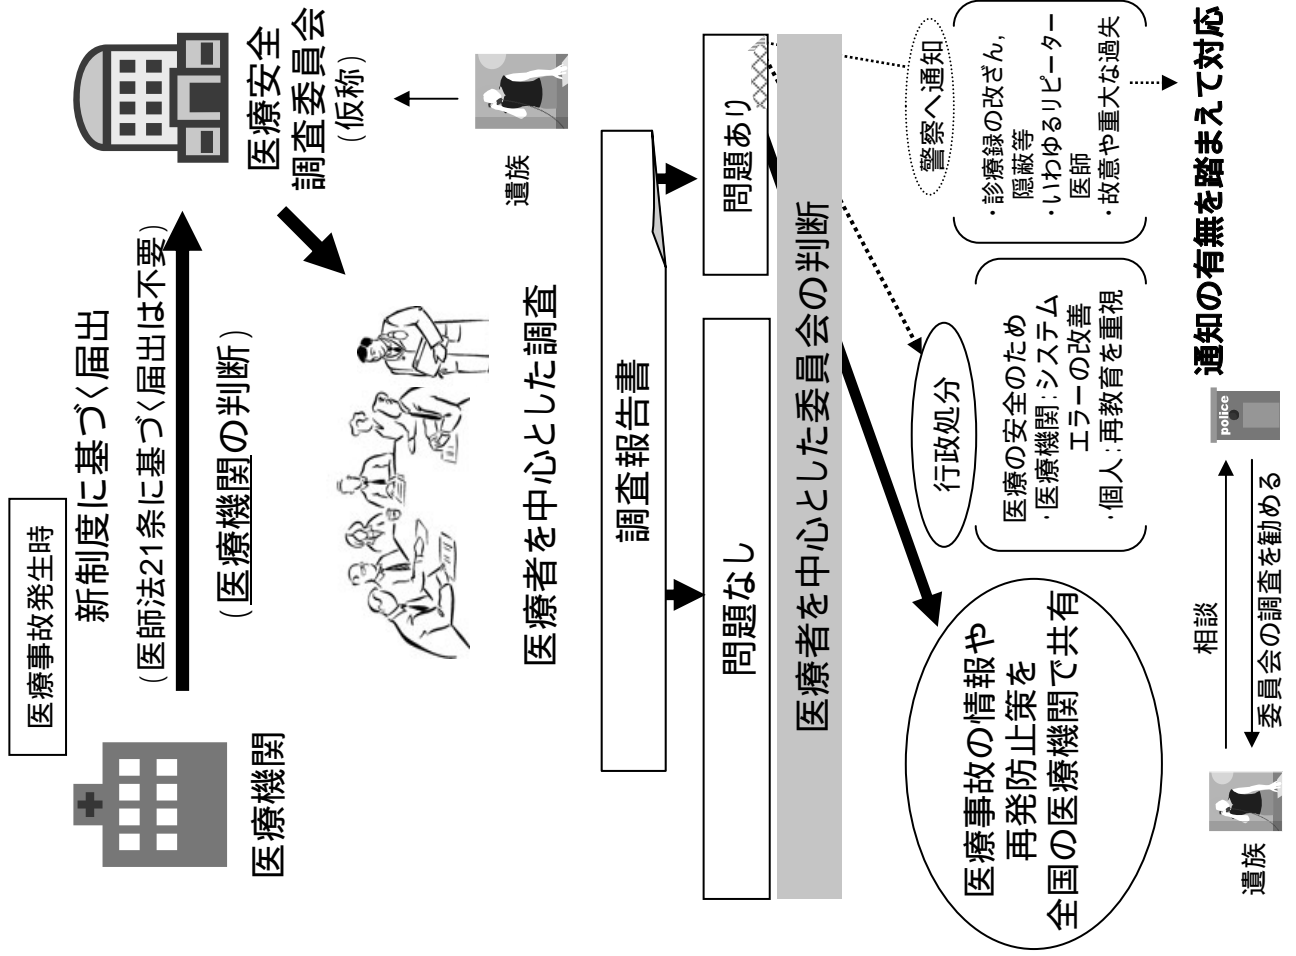 医療事故発生時
新制度に基づく届出
（医師法21条に基づく届出は不要）
（医療機関の判断）
医療機関
医療安全
調査委員会
（仮称）
遺族
医療者を中心とした調査
調査報告書
問題なし
問題あり
医療者を中心とした委員会の判断
医療事故の情報や
再発防止策を
全国の医療機関で共有
行政処分
医療の安全のため
・医療機関：システム
エラーの改善
・個人：再教育を重視
警察へ通知
・診療録の改ざん，
隠蔽等
・いわゆるリピーター
医師
・故意や重大な過失
遺族
相談
委員会の調査を勧める
police
通知の有無を踏まえて対応